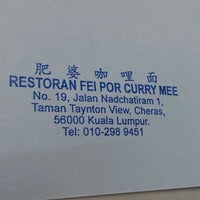 肥婆咖哩面
RESTORAN FEI POR CURRY MEE
No. 19, Jalan Nadchatiram 1,
Taman Taynton View, Cheras,
56000 Kuala Lumpur.
Tel: 010-298 9451